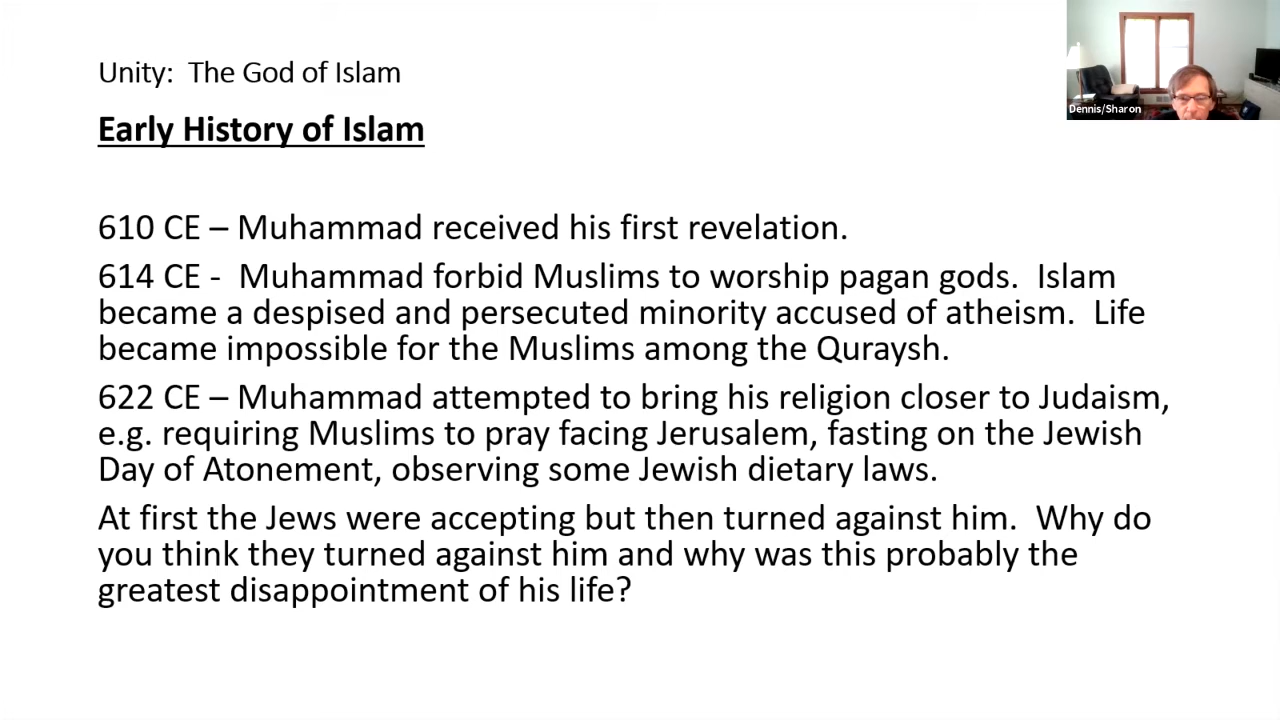 Unity:  The God of Islam
Early History of Islam
Dennis/Sharon
610 CE – Muhammad received his first revelation.
614 CE -  Muhammad forbid Muslims to worship pagan gods.  Islam
became a despised and persecuted minority accused of atheism.  Life
became impossible for the Muslims among the Quraysh.
622 CE – Muhammad attempted to bring his religion closer to Judaism,
e.g. requiring Muslims to pray facing Jerusalem, fasting on the Jewish
Day of Atonement, observing some Jewish dietary laws.
At first the Jews were accepting but then turned against him.  Why do
you think they turned against him and why was this probably the
greatest disappointment of his life?